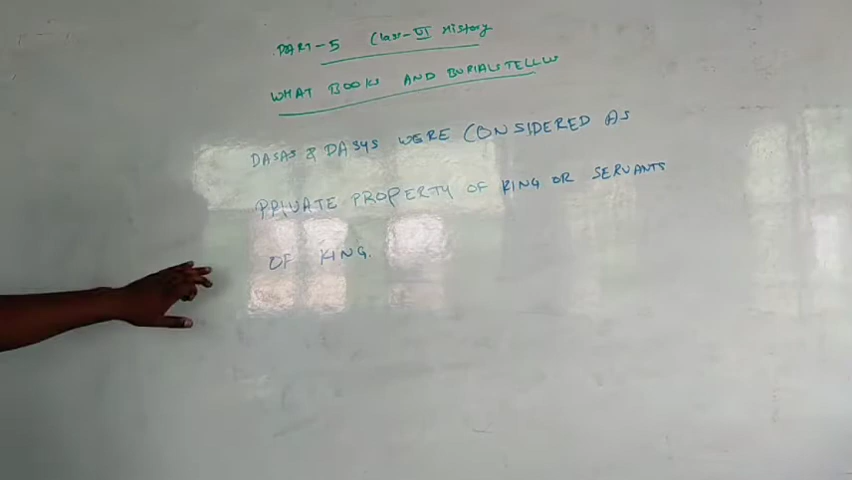 PART-5 Class-VI History
WHAT BOOKS AND BURIALS TELL US
DASAS & DASYS WERE CONSIDERED AS
PRIVATE PROPERTY OF KING OR SERVANTS
OF KING.